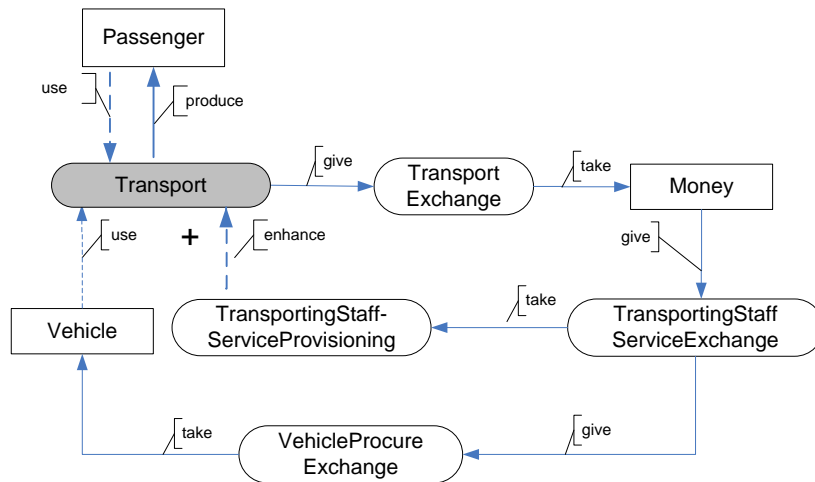 Passenger
use
produce
Transport
give
Transport
Exchange
take
Money
use
+
enhance
give
Vehicle
TransportingStaff-
ServiceProvisioning
take
TransportingStaff
ServiceExchange
take
VehicleProcure
Exchange
give